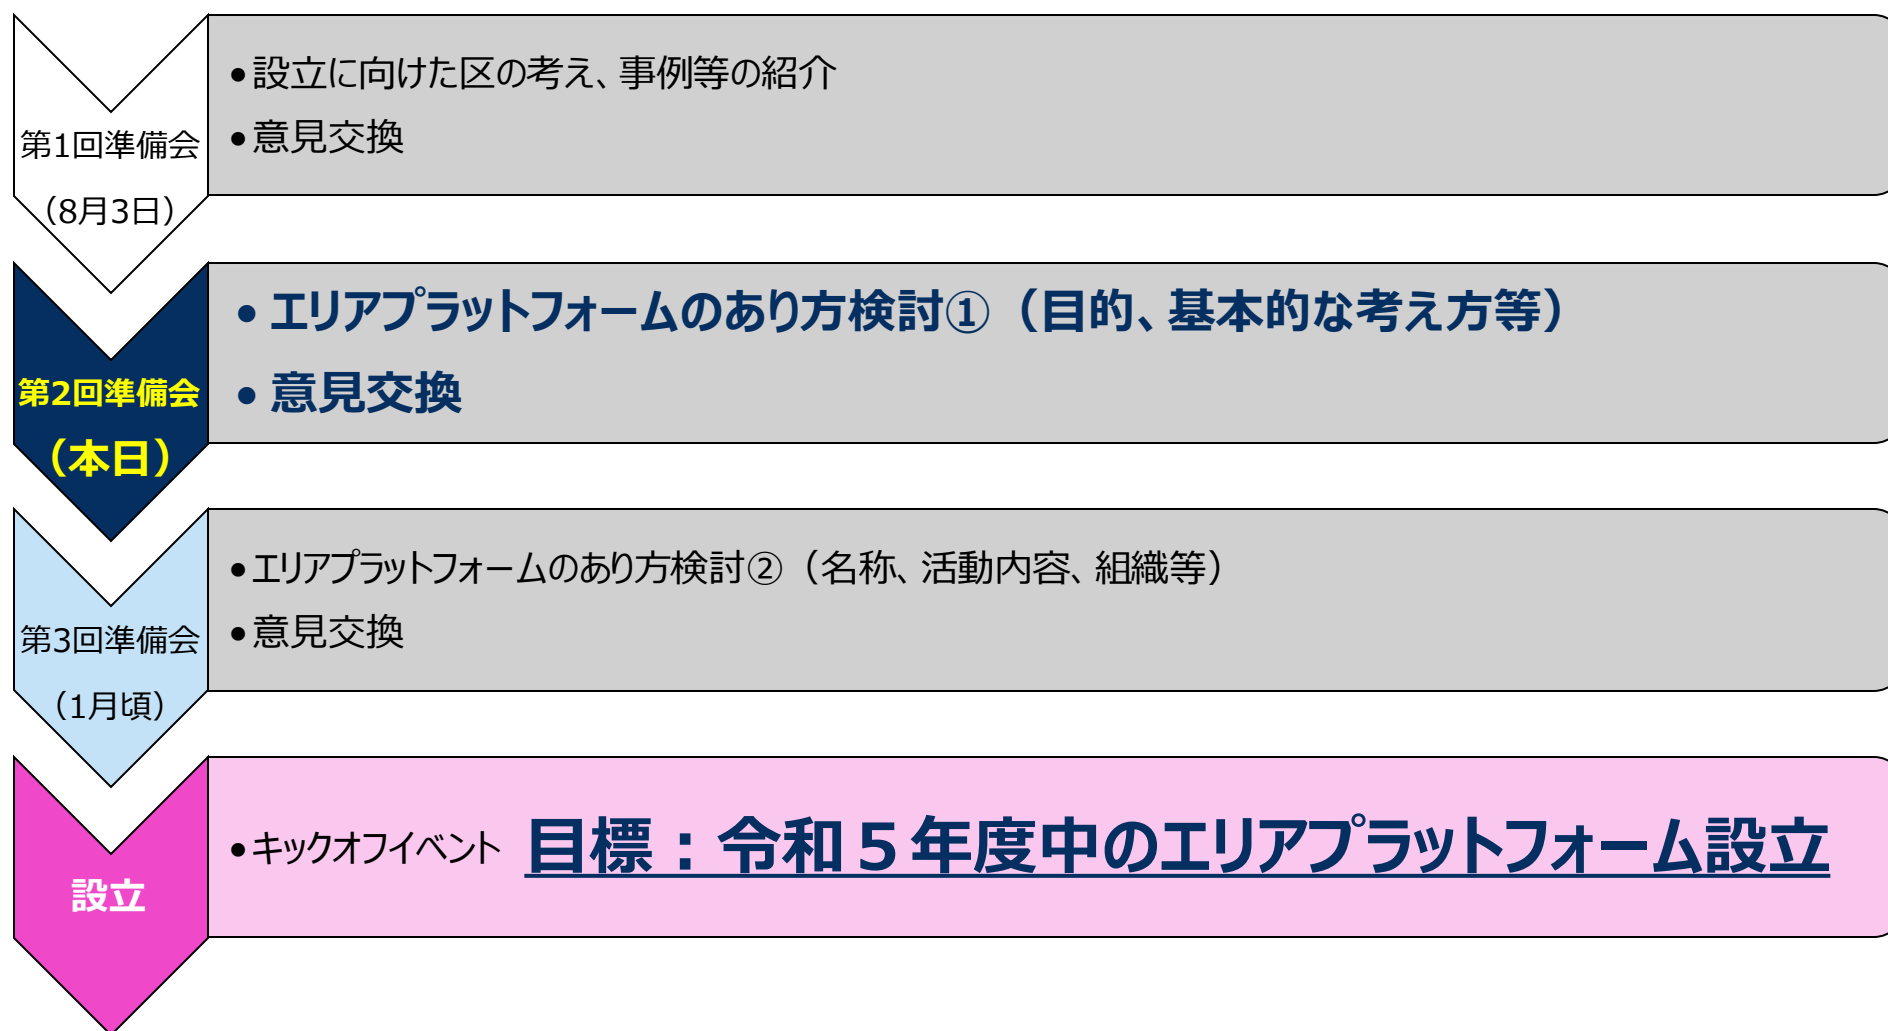 第1回準備会
（8月3日）
•設立に向けた区の考え、事例等の紹介
•意見交換
第2回準備会
（本日）
•エリアプラットフォームのあり方検討①（目的、基本的な考え方等）
•意見交換
第3回準備会
（1月頃）
•エリアプラットフォームのあり方検討②（名称、活動内容、組織等）
•意見交換
設立
•キックオフイベント 目標：令和５年度中のエリアプラットフォーム設立